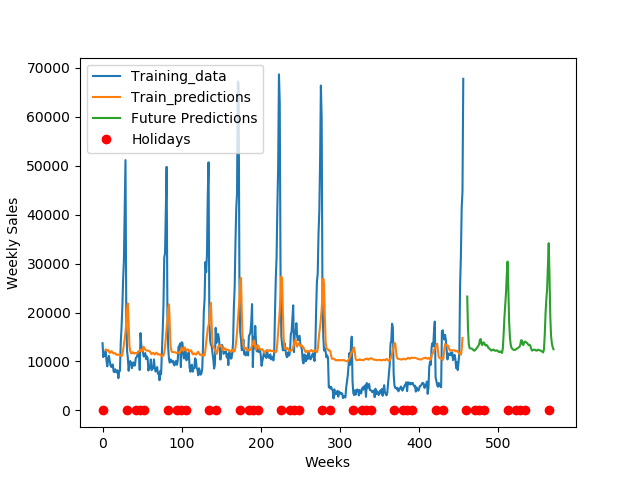 70000
60000
50000
40000
30000
20000
10000
0
Weekly Sales
Training_data
Train_predictions
Future Predictions
Holidays
0 100 200 300 400 500
Weeks